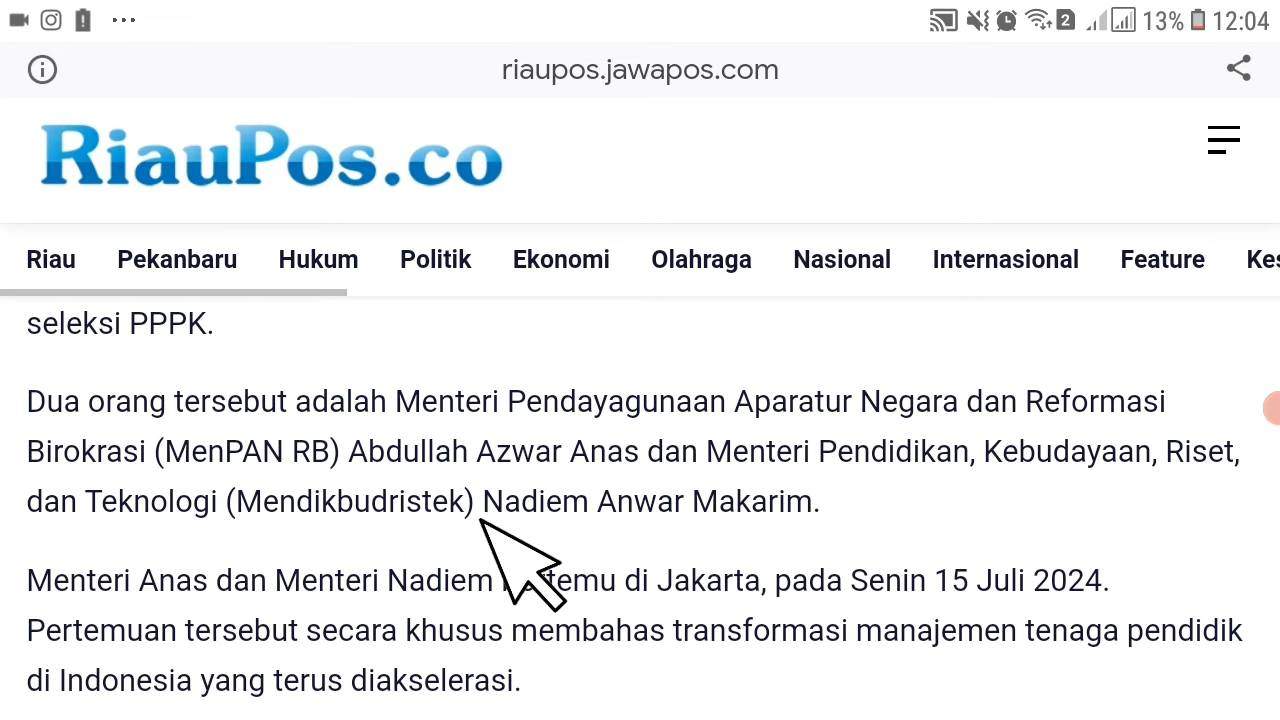 2 13% 12:04
riaupos.jawapos.com
RiauPos.co
Riau Pekanbaru Hukum Politik Ekonomi Olahraga Nasional Internasional Feature
seleksi PPPK.
Dua orang tersebut adalah Menteri Pendayagunaan Aparatur Negara dan Reformasi
Birokrasi (MenPAN RB) Abdullah Azwar Anas dan Menteri Pendidikan, Kebudayaan, Riset,
dan Teknologi (Mendikbudristek) Nadiem Anwar Makarim.
Menteri Anas dan Menteri Nadiem di Jakarta, pada Senin 15 Juli 2024.
Pertemuan tersebut secara khusus membahas transformasi manajemen tenaga pendidik
di Indonesia yang terus diakselerasi.